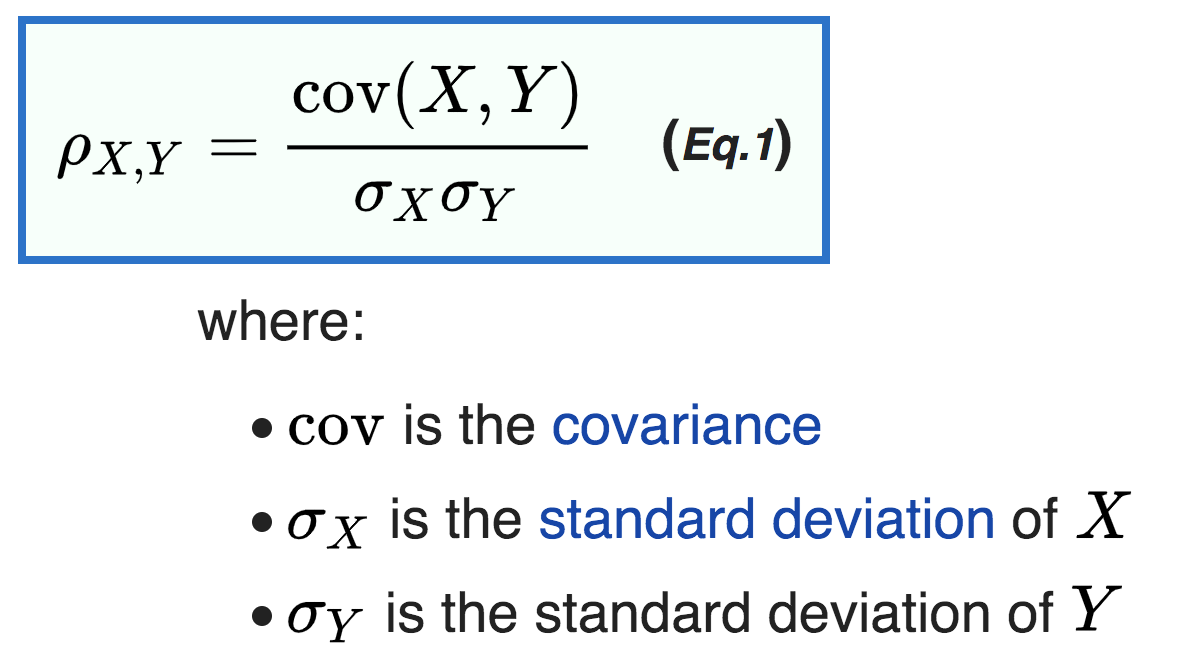 ρX,Y = cov(X, Y) / σXσY (Eq.1)
where:
• cov is the covariance
• σX is the standard deviation of X
• σY is the standard deviation of Y